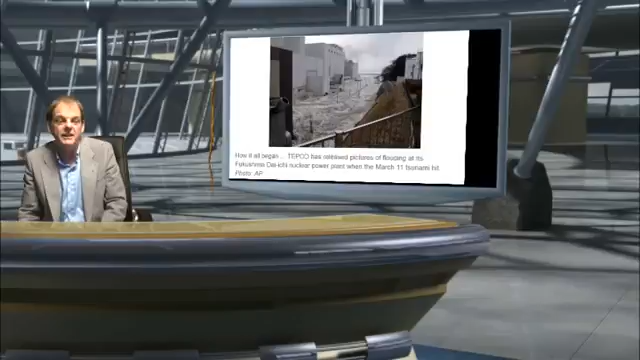 How it all began ... TEPCO has released pictures of flooding at its
Fukushima Dai-ichi nuclear power plant when the March 11 tsunami hit.
Photo: AP